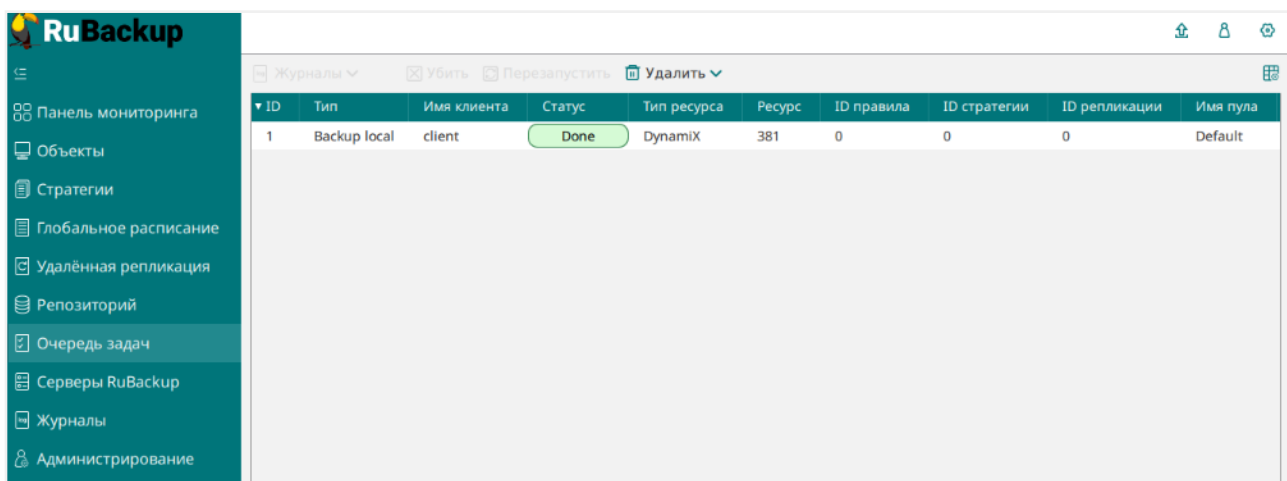 RuBackup
Журналы Убить Перезапустить Удалить
ID Тип Имя клиента Статус Тип ресурса Ресурс ID правила ID стратегии ID репликации Имя пула
1 Backup local client Done DynamiX 381 0 0 0 Default
Панель мониторинга
Объекты
Стратегии
Глобальное расписание
Удалённая репликация
Репозиторий
Очередь задач
Серверы RuBackup
Журналы
Администрирование